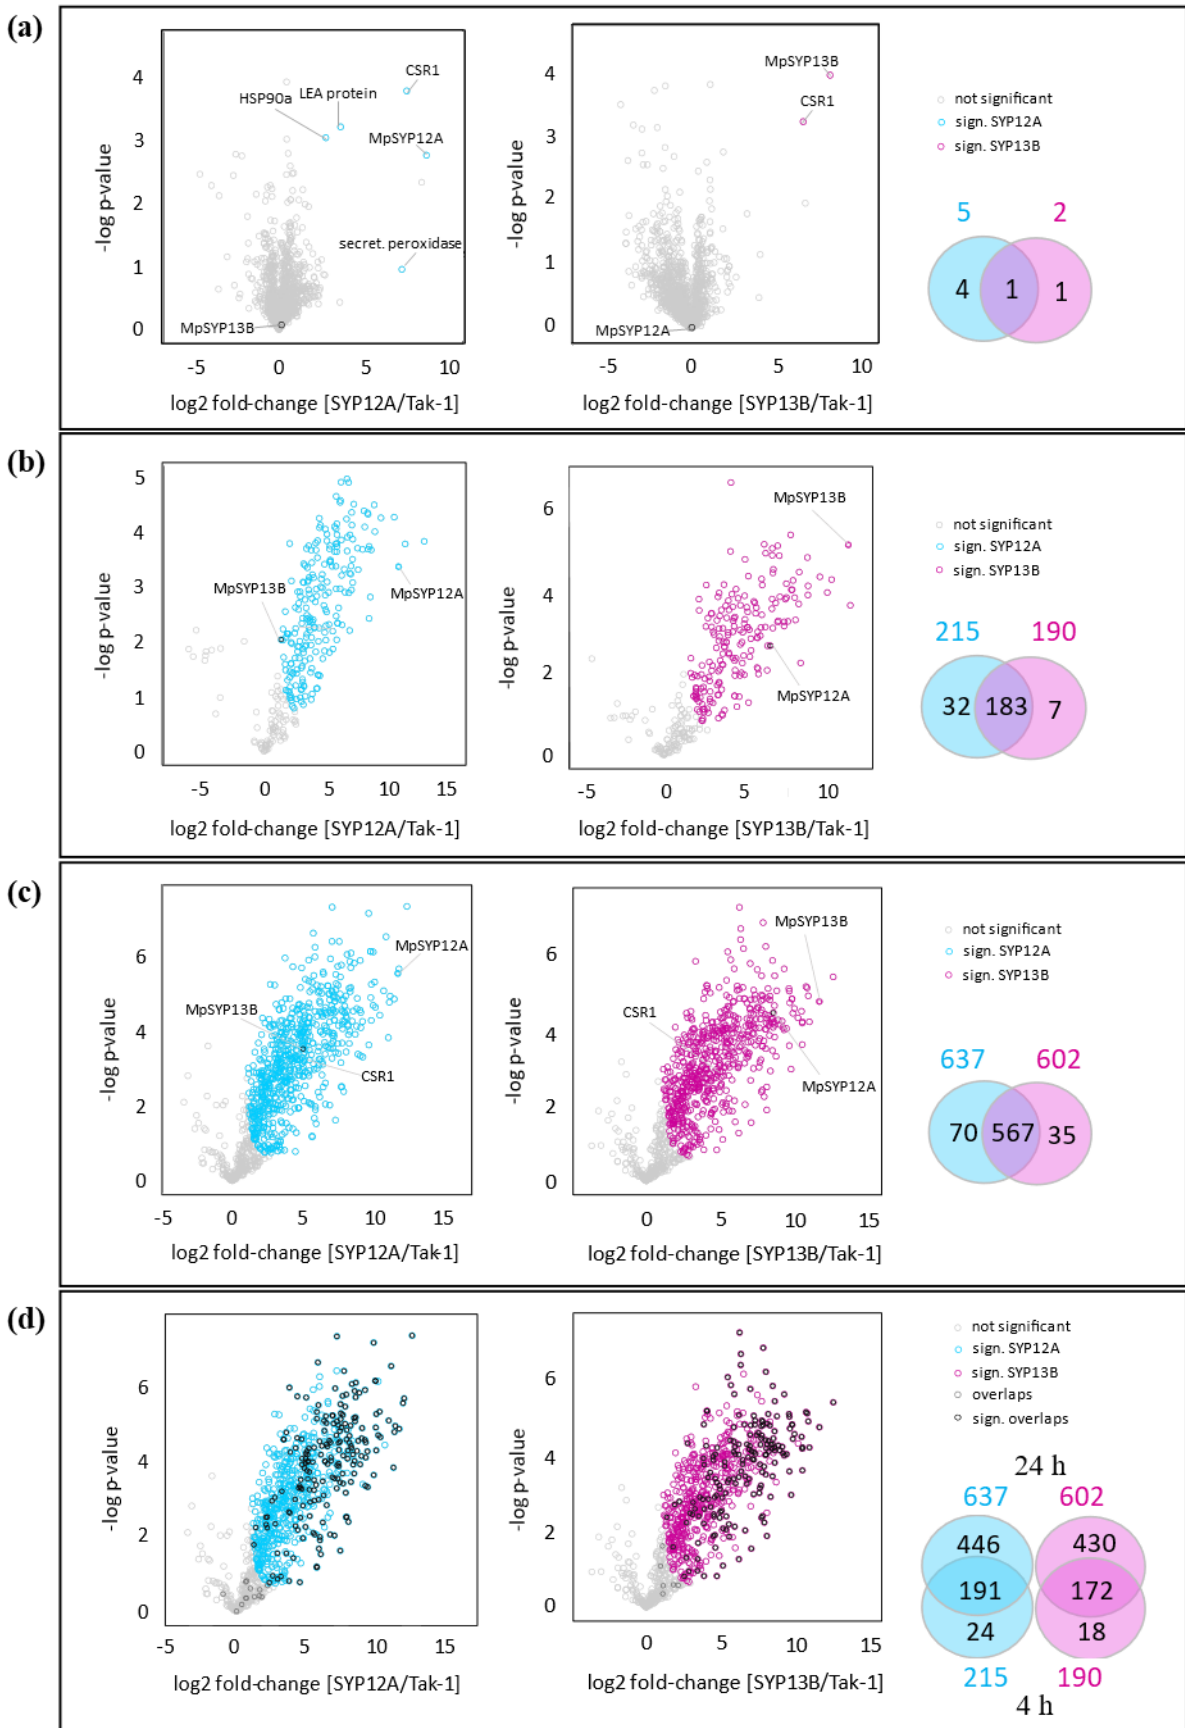 (a)
4
3
2
1
0
-log p-value
HSP90a
LEA protein
CSR1
MpSYP12A
secret. peroxidase
MpSYP13B
-5
0
5
10
log2 fold-change [SYP12A/Tak-1]
4
3
2
1
0
-log p-value
MpSYP13B
CSR1
MpSYP12A
-5
0
5
10
log2 fold-change [SYP13B/Tak-1]
not significant
sign. SYP12A
sign. SYP13B
5
2
4
1
1
(b)
5
4
3
2
1
0
-log p-value
MpSYP13B
MpSYP12A
-5
0
5
10
15
log2 fold-change [SYP12A/Tak-1]
6
4
2
0
-log p-value
MpSYP13B
MpSYP12A
-5
0
5
10
log2 fold-change [SYP13B/Tak-1]
not significant
sign. SYP12A
sign. SYP13B
215
190
32
183
7
(c)
6
4
2
0
-log p-value
MpSYP12A
MpSYP13B
CSR1
-5
0
5
10
15
log2 fold-change [SYP12A/Tak-1]
6
4
2
0
-log p-value
MpSYP13B
CSR1
MpSYP12A
0
5
10
15
log2 fold-change [SYP13B/Tak-1]
not significant
sign. SYP12A
sign. SYP13B
637
602
70
567
35
(d)
6
4
2
0
-log p-value
-5
0
5
10
15
log2 fold-change [SYP12A/Tak-1]
6
4
2
0
-log p-value
0
5
10
15
log2 fold-change [SYP13B/Tak-1]
not significant
sign. SYP12A
sign. SYP13B
overlaps
sign. overlaps
24 h
637
602
446
430
191
172
24
18
215
190
4 h